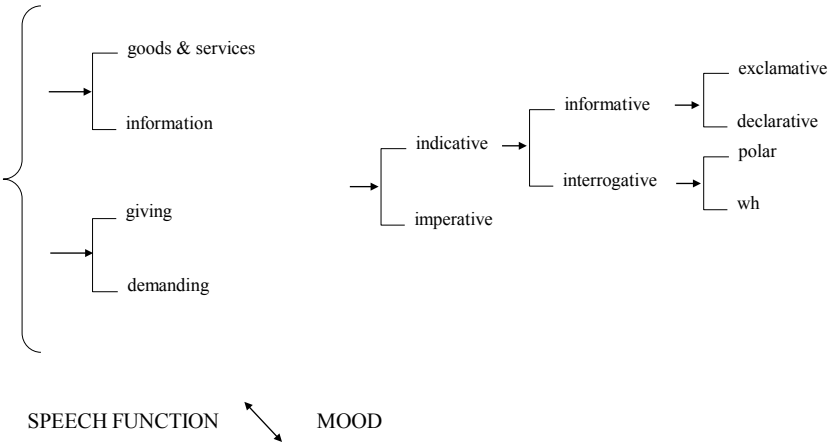 goods & services
information
giving
demanding
indicative
imperative
informative
interrogative
exclamative
declarative
polar
wh
SPEECH FUNCTION MOOD